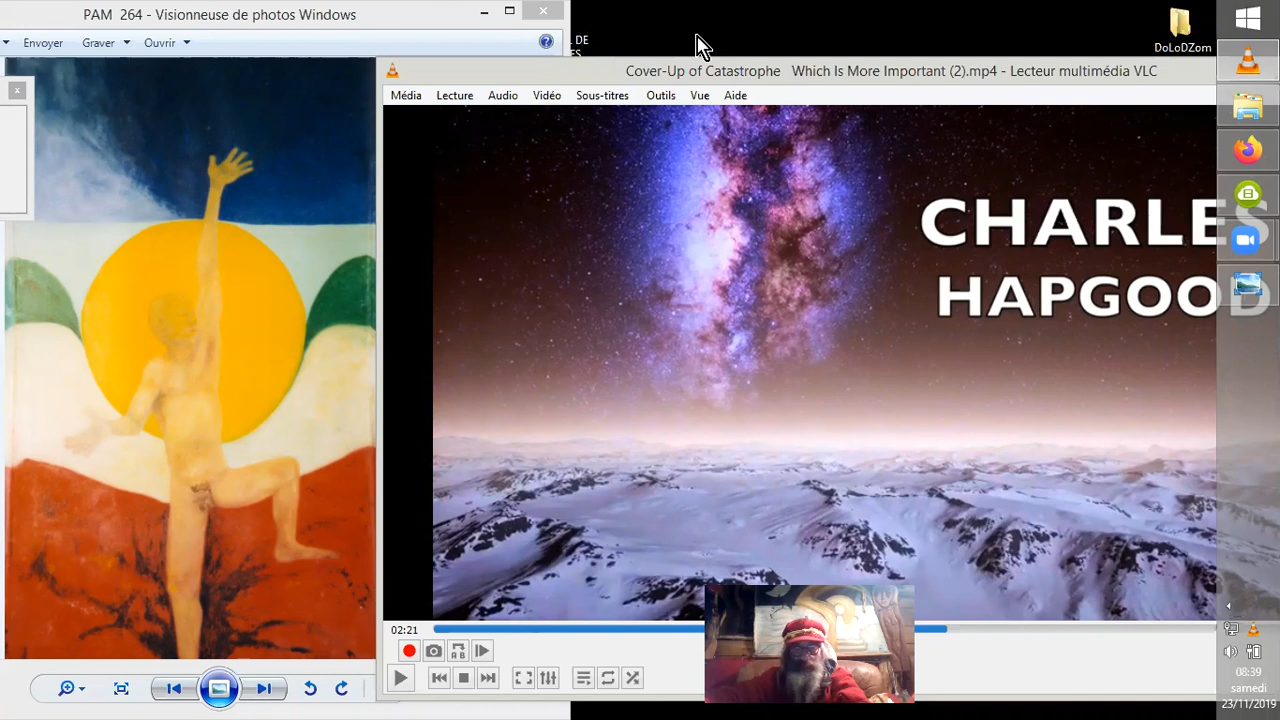 PAM 264 - Visionneuse de photos Windows
Envoyer Graver Ouvrir
DE
DoLoDZom
Cover-Up of Catastrophe Which Is More Important (2).mp4 - Lecteur multimédia VLC
Média Lecture Audio Vidéo Sous-titres Outils Vue Aide
CHARLES
HAPGOOD
02:21
08:39
samedi
23/11/2019